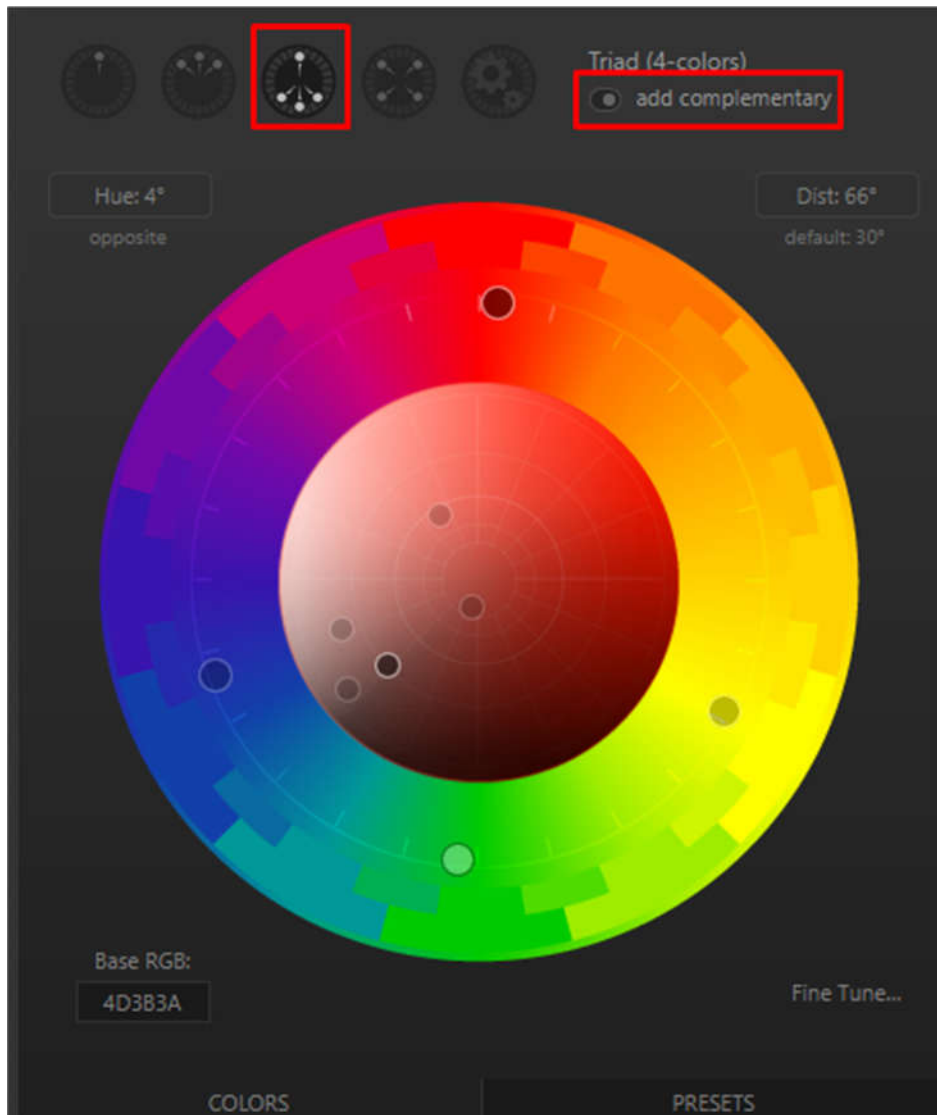 Triad (4-colors)
add complementary
Hue: 4°
opposite
Dist: 66°
default: 30°
Base RGB:
4D3B3A
Fine Tune...
COLORS
PRESETS